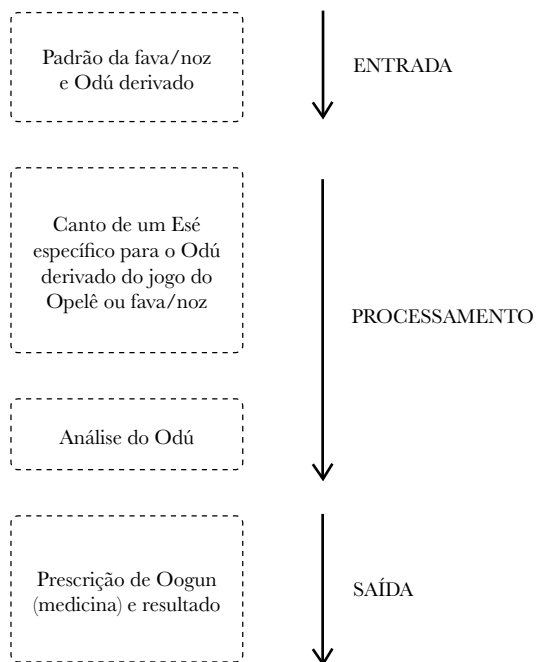 Padrão da fava/noz
e Odú derivado
ENTRADA
Canto de um Esé
específico para o Odú
derivado do jogo do
Opelê ou fava/noz
PROCESSAMENTO
Análise do Odú
Prescrição de Oogun
(medicina) e resultado
SAÍDA